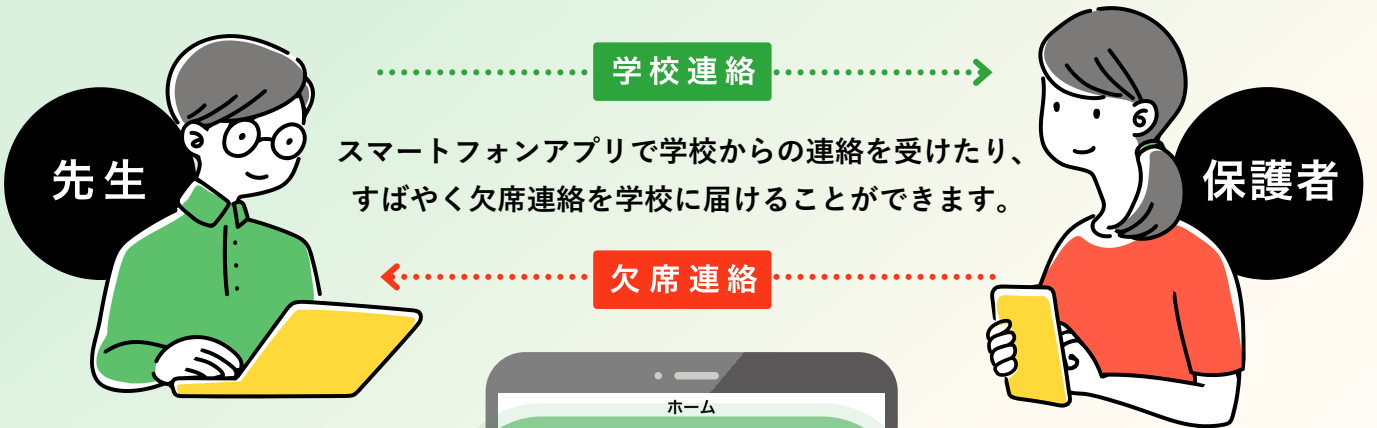 学校連絡
先生
スマートフォンアプリで学校からの連絡を受けたり、
すばやく欠席連絡を学校に届けることができます。
保護者
欠席連絡
ホーム